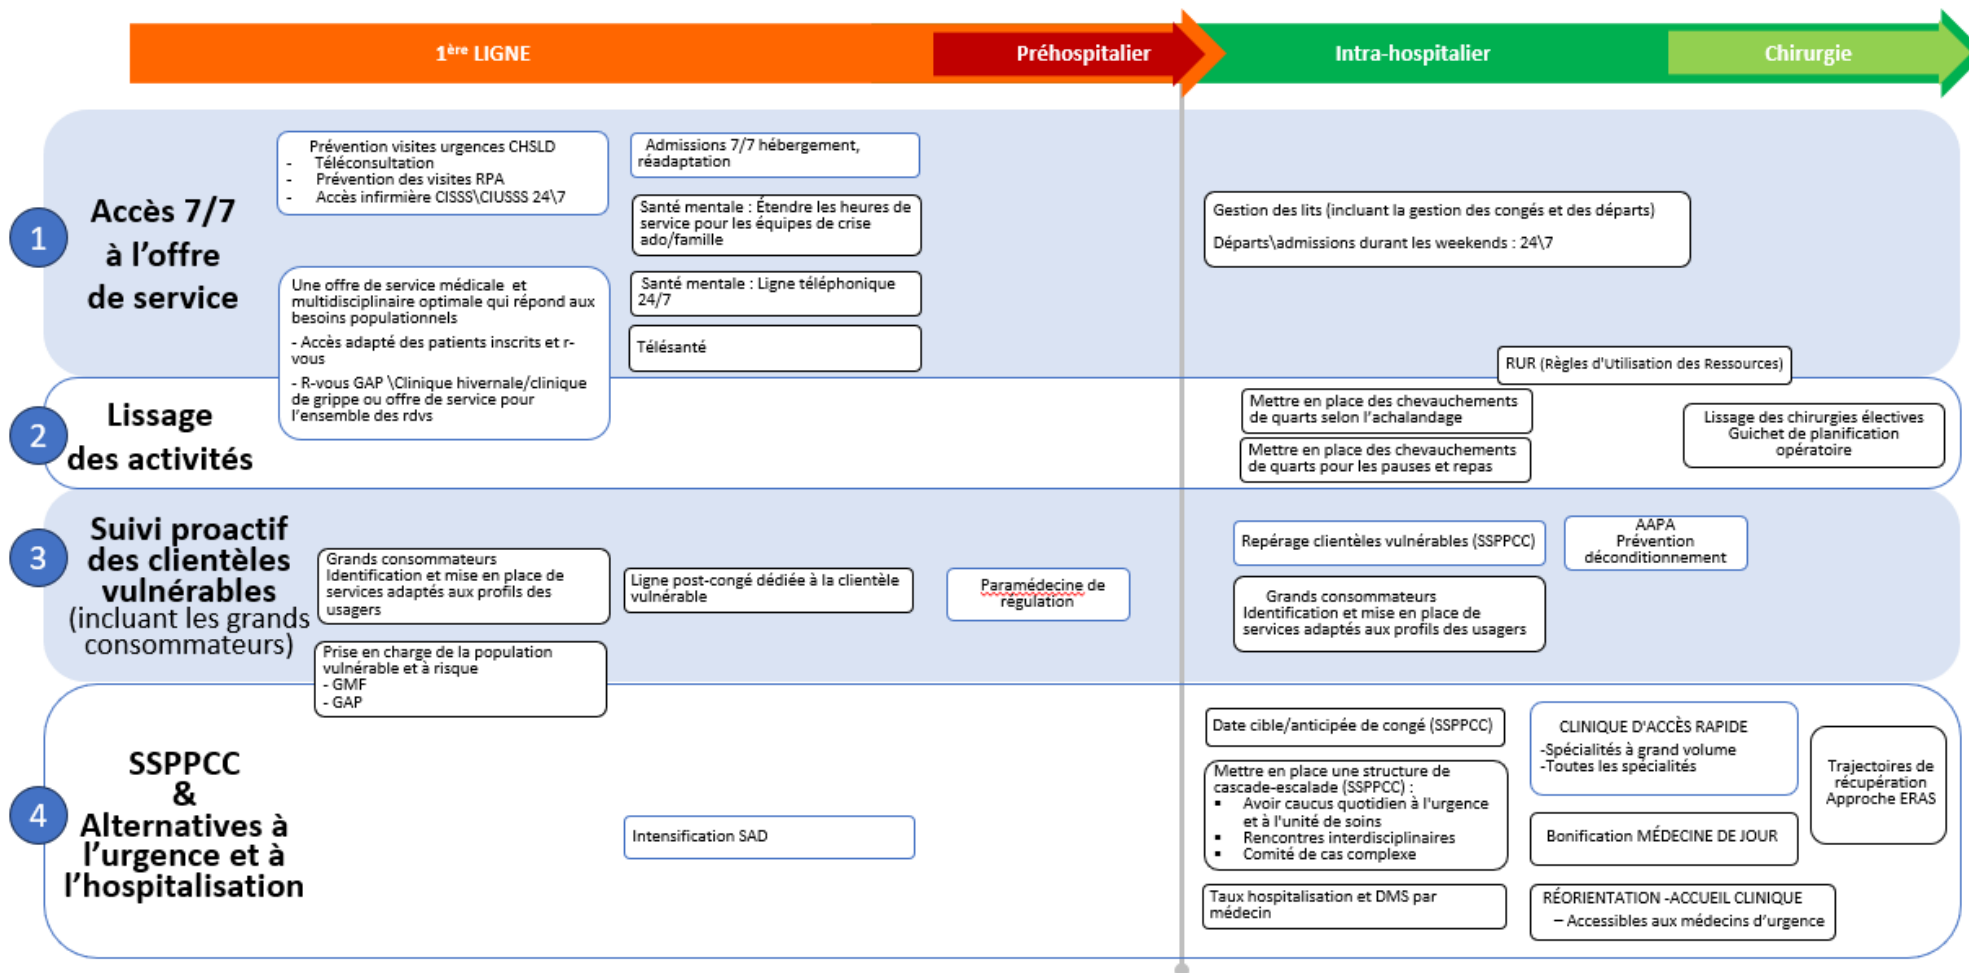 1ère LIGNE
Préhospitalier
Intra-hospitalier
Chirurgie
1
Accès 7/7
à l’offre
de service
Prévention visites urgences CHSLD
- Téléconsultation
- Prévention des visites RPA
- Accès infirmière CISSS\CIUSSS 24\7
Une offre de service médicale et
multidisciplinaire optimale qui répond aux
besoins populationnels
- Accès adapté des patients inscrits et r-
vous
- R-vous GAP \Clinique hivernale/clinique
de grippe ou offre de service pour
l’ensemble des rdvs
Admissions 7/7 hébergement,
réadaptation
Santé mentale : Étendre les heures de
service pour les équipes de crise
ado/famille
Santé mentale : Ligne téléphonique
24/7
Télésanté
Gestion des lits (incluant la gestion des congés et des départs)
Départs\admissions durant les weekends : 24\7
RUR (Règles d'Utilisation des Ressources)
2
Lissage
des activités
Mettre en place des chevauchements
de quarts selon l’achalandage
Mettre en place des chevauchements
de quarts pour les pauses et repas
Lissage des chirurgies électives
Guichet de planification
opératoire
3
Suivi proactif
des clientèles
vulnérables
(incluant les grands
consommateurs)
Grands consommateurs
Identification et mise en place de
services adaptés aux profils des
usagers
Prise en charge de la population
vulnérable et à risque
- GMF
- GAP
Ligne post-congé dédiée à la clientèle
vulnérable
Paramédecine de
régulation
Repérage clientèles vulnérables (SSPPCC)
Grands consommateurs
Identification et mise en place de
services adaptés aux profils des usagers
AAPA
Prévention
déconditionnement
4
SSPPCC
&
Alternatives à
l’urgence et à
l’hospitalisation
Intensification SAD
Date cible/anticipée de congé (SSPPCC)
Mettre en place une structure de
cascade-escalade (SSPPCC) :
▪ Avoir caucus quotidien à l'urgence
et à l'unité de soins
▪ Rencontres interdisciplinaires
▪ Comité de cas complexe
Taux hospitalisation et DMS par
médecin
CLINIQUE D'ACCÈS RAPIDE
-Spécialités à grand volume
-Toutes les spécialités
Bonification MÉDECINE DE JOUR
RÉORIENTATION -ACCUEIL CLINIQUE
– Accessibles aux médecins d’urgence
Trajectoires de
récupération
Approche ERAS